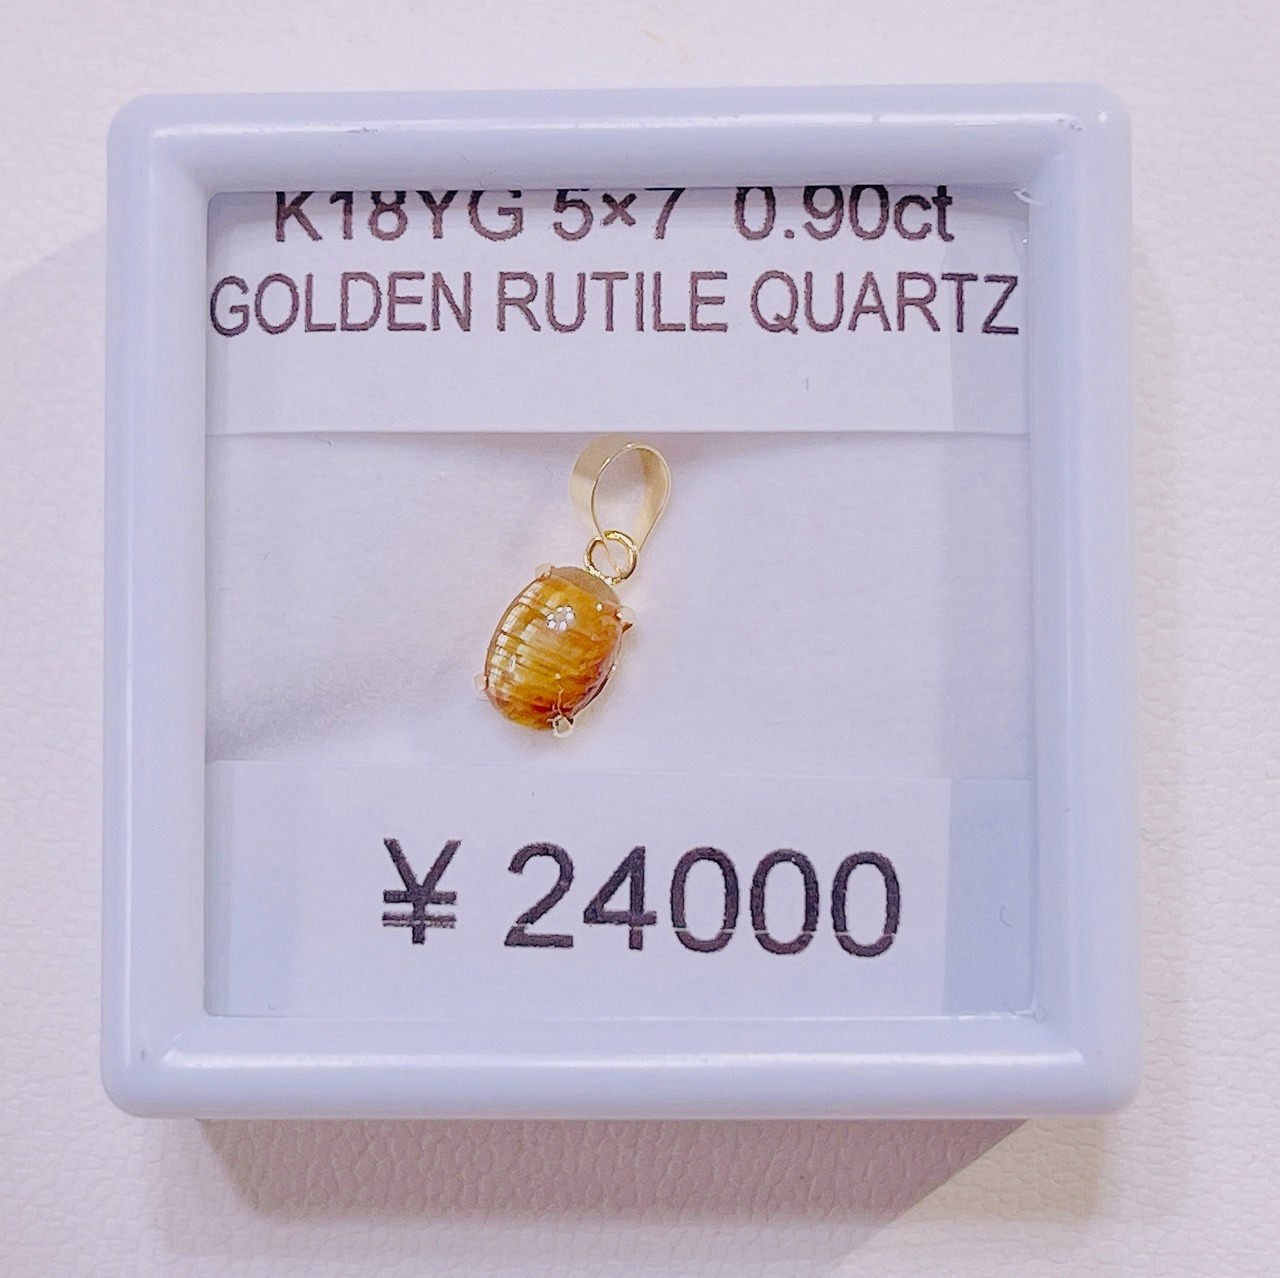 K18YG 5×7 0.90ct
GOLDEN RUTILE QUARTZ
¥ 24000